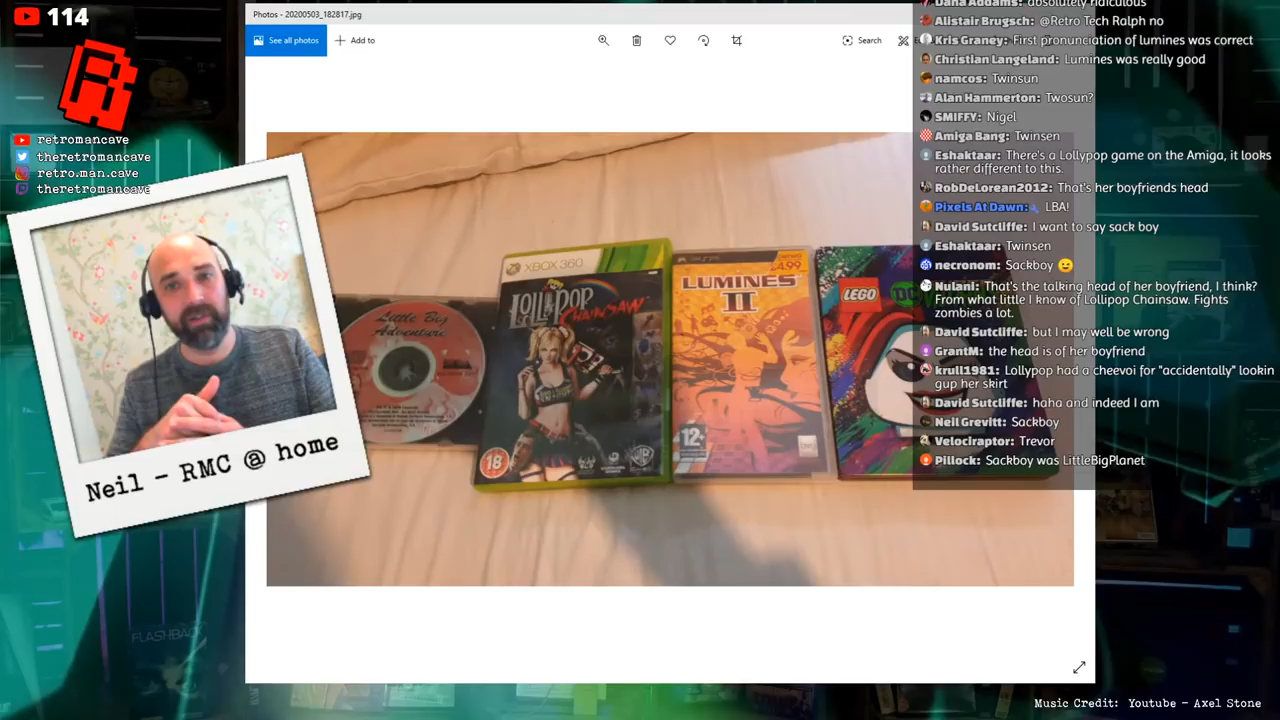 114
retromancave
theretromancave
retro.man.cave
theretromancave
Photos - 20200503_182817.jpg
See all photos
Add to
Search
Little Big
Adventure
XBOX 360
LOLLIPOP
CHAINSAW
18
WB
£4.99
LUMINES
II
12+
LEGO
DC
Neil - RMC @ home
FLASHBACK
Dana Addams: absolutely ridiculous
Alistair Brugsch: @Retro Tech Ralph no
Kris Graney: First pronunciation of lumines was correct
Christian Langeland: Lumines was really good
namcos: Twinsun
Alan Hammerton: Twosun?
SMIFFY: Nigel
Amiga Bang: Twinsen
Eshaktaar: There's a Lollypop game on the Amiga, it looks
rather different to this.
RobDeLorean2012: That's her boyfriends head
Pixels At Dawn: LBA!
David Sutcliffe: I want to say sack boy
Eshaktaar: Twinsen
necronom: Sackboy 😉
Nulani: That's the talking head of her boyfriend, I think?
From what little I know of Lollipop Chainsaw. Fights
zombies a lot.
David Sutcliffe: but I may well be wrong
GrantM: the head is of her boyfriend
krull1981: Lollypop had a cheevoi for "accidentally" lookin
gup her skirt
David Sutcliffe: haha and indeed I am
Neil Grevitt: Sackboy
Velociraptor: Trevor
Pillock: Sackboy was LittleBigPlanet
Music Credit: Youtube - Axel Stone